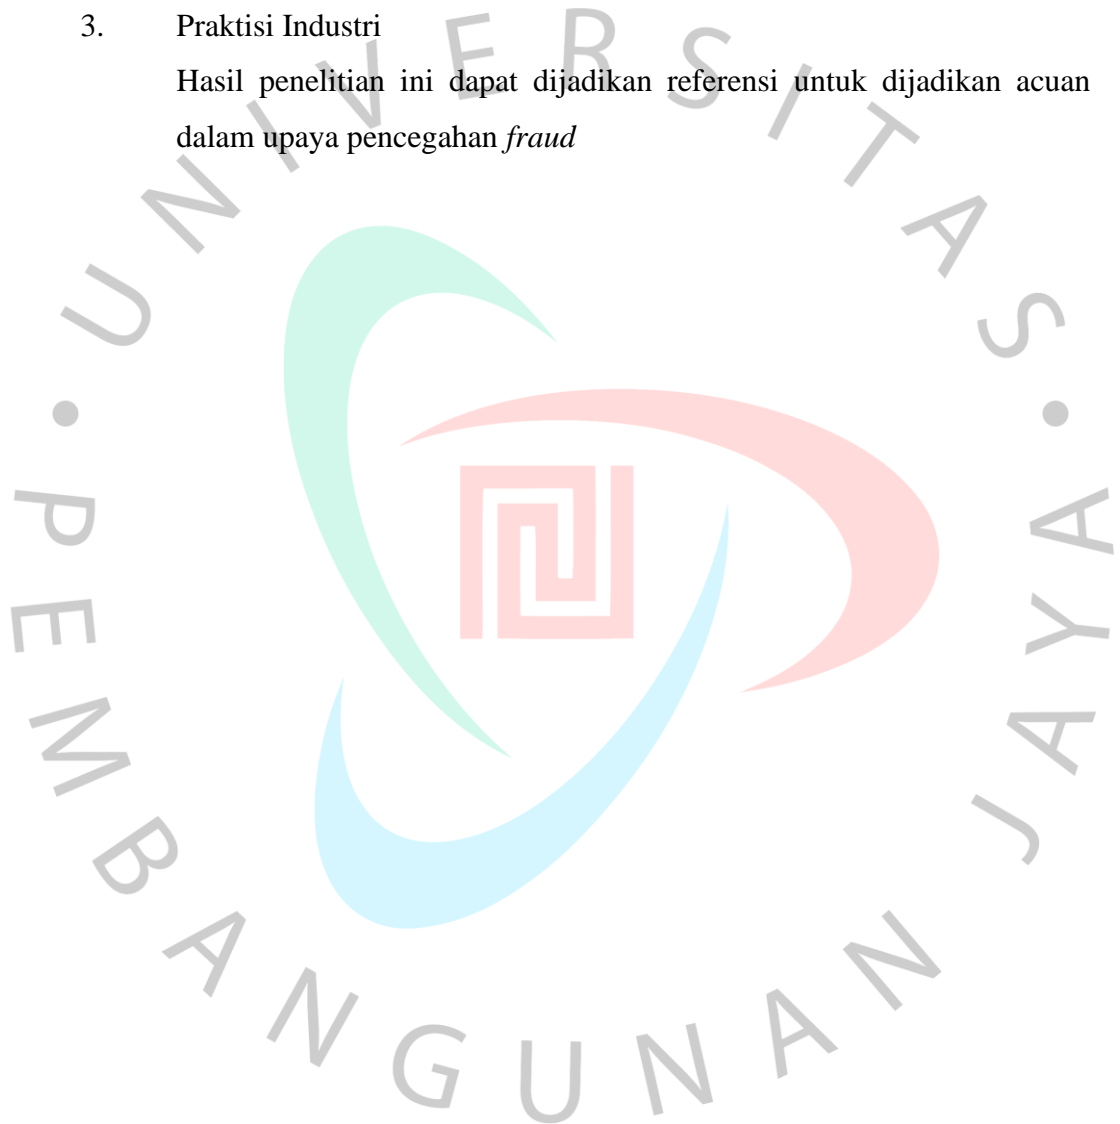 3. Praktisi Industri
Hasil penelitian ini dapat dijadikan referensi untuk dijadikan acuan
dalam upaya pencegahan fraud
UNIVERSITAS • PEMBANGUNAN JAYA •